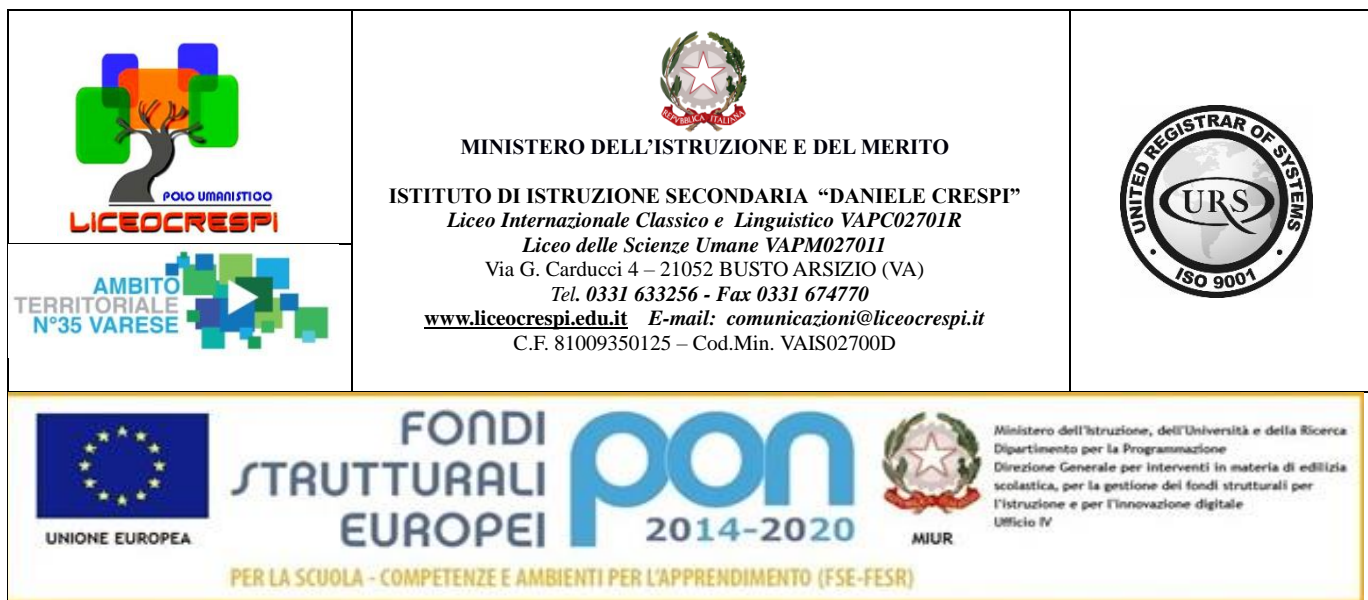 POLO UMANISTICO
LICEOCRESPI
AMBITO
TERRITORIALE
N°35 VARESE
REPVBBLICA ITALIANA
MINISTERO DELL’ISTRUZIONE E DEL MERITO
ISTITUTO DI ISTRUZIONE SECONDARIA “DANIELE CRESPI”
Liceo Internazionale Classico e Linguistico VAPC02701R
Liceo delle Scienze Umane VAPM027011
Via G. Carducci 4 – 21052 BUSTO ARSIZIO (VA)
Tel. 0331 633256 - Fax 0331 674770
www.liceocrespi.edu.it E-mail: comunicazioni@liceocrespi.it
C.F. 81009350125 – Cod.Min. VAIS02700D
UNITED REGISTRAR OF SYSTEMS
URS
ISO 9001
UNIONE EUROPEA
FONDI
STRUTTURALI
EUROPEI
pon
2014-2020
MIUR
Ministero dell'Istruzione, dell'Università e della Ricerca
Dipartimento per la Programmazione
Direzione Generale per interventi in materia di edilizia
scolastica, per la gestione dei fondi strutturali per
l'istruzione e per l'innovazione digitale
Ufficio IV
PER LA SCUOLA - COMPETENZE E AMBIENTI PER L'APPRENDIMENTO (FSE-FESR)